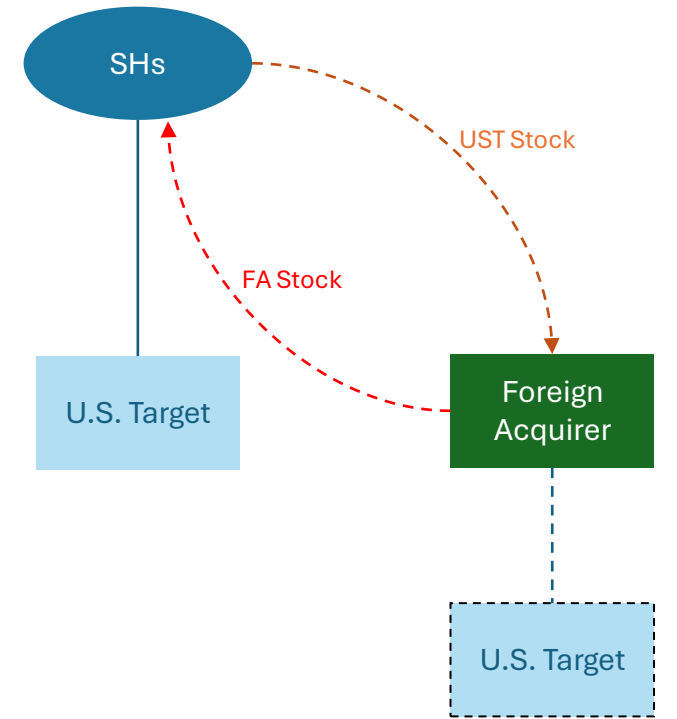 SHs
UST Stock
FA Stock
U.S. Target
Foreign
Acquirer
U.S. Target